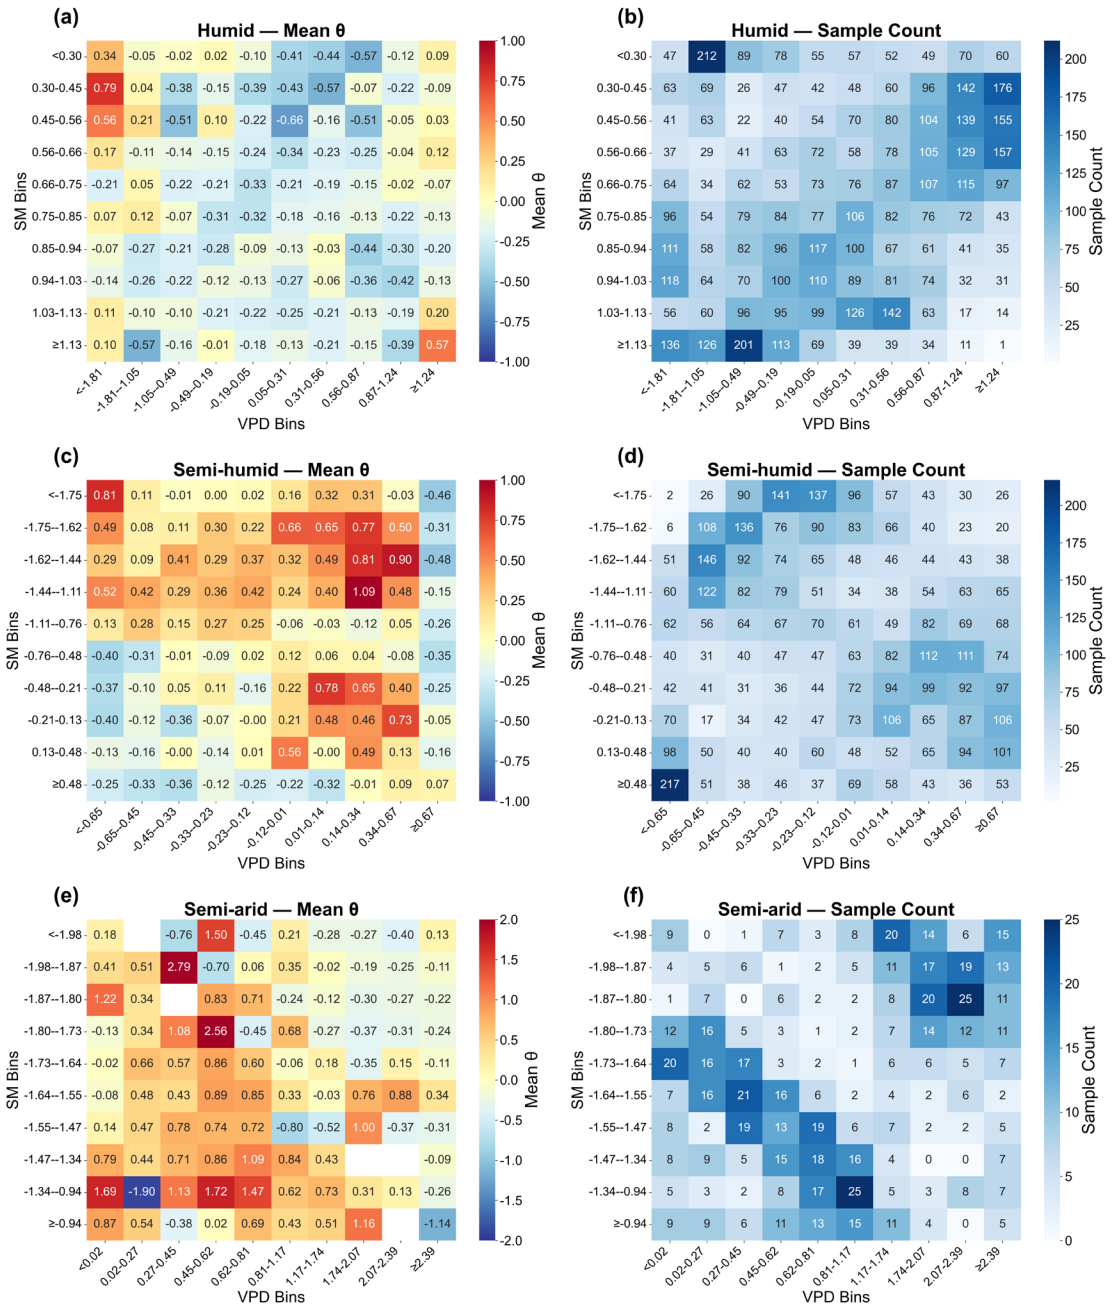 (a)
Humid — Mean θ
SM Bins
<0.30 0.34 -0.05 -0.02 0.02 -0.10 -0.41 -0.44 -0.57 -0.12 0.09
0.30-0.45 0.79 0.04 -0.38 -0.15 -0.39 -0.43 -0.57 -0.07 -0.22 -0.09
0.45-0.56 0.56 0.21 -0.51 0.10 -0.22 -0.66 -0.16 -0.51 -0.05 0.03
0.56-0.66 0.17 -0.11 -0.14 -0.15 -0.24 -0.34 -0.23 -0.25 -0.04 0.12
0.66-0.75 -0.21 0.05 -0.22 -0.21 -0.33 -0.21 -0.19 -0.15 -0.02 -0.07
0.75-0.85 0.07 0.12 -0.07 -0.31 -0.32 -0.18 -0.16 -0.13 -0.22 -0.13
0.85-0.94 -0.07 -0.27 -0.21 -0.28 -0.09 -0.13 -0.03 -0.44 -0.30 -0.20
0.94-1.03 -0.14 -0.26 -0.22 -0.12 -0.13 -0.27 -0.06 -0.36 -0.42 -0.13
1.03-1.13 0.11 -0.10 -0.10 -0.21 -0.22 -0.25 -0.21 -0.13 -0.19 0.20
≥1.13 0.10 -0.57 -0.16 -0.01 -0.18 -0.13 -0.21 -0.15 -0.39 0.57
<-1.81 -1.81--1.05 -1.05--0.49 -0.49--0.19 -0.19-0.05 0.05-0.31 0.31-0.56 0.56-0.87 0.87-1.24 ≥1.24
VPD Bins
1.00
0.75
0.50
0.25
0.00
-0.25
-0.50
-0.75
-1.00
Mean θ
(b)
Humid — Sample Count
47 212 89 78 55 57 52 49 70 60
63 69 26 47 42 48 60 96 142 176
41 63 22 40 54 70 80 104 139 155
37 29 41 63 72 58 78 105 129 157
64 34 62 53 73 76 87 107 115 97
96 54 79 84 77 106 82 76 72 43
111 58 82 96 117 100 67 61 41 35
118 64 70 100 110 87 81 74 32 31
56 60 96 95 99 126 142 63 17 14
136 126 201 113 69 39 39 34 11 1
<0.30
0.30-0.45
0.45-0.56
0.56-0.66
0.66-0.75
0.75-0.85
0.85-0.94
0.94-1.03
1.03-1.13
≥1.13
SM Bins
<-1.81 -1.81--1.05 -1.05--0.49 -0.49--0.19 -0.19-0.05 0.05-0.31 0.31-0.56 0.56-0.87 0.87-1.24 ≥1.24
VPD Bins
200
175
150
125
100
75
50
25
Sample Count
(c)
Semi-humid — Mean θ
SM Bins
<-1.75 0.81 0.11 -0.01 0.00 0.02 0.16 0.32 0.31 -0.03 -0.46
-1.75--1.62 0.49 0.08 0.11 0.30 0.22 0.66 0.65 0.77 0.50 -0.31
-1.62--1.44 0.29 0.09 0.41 0.29 0.37 0.32 0.49 0.81 0.90 -0.48
-1.44--1.11 0.52 0.42 0.29 0.36 0.42 0.24 0.40 1.09 0.48 -0.15
-1.11--0.76 0.13 0.28 0.15 0.27 0.25 -0.06 -0.03 -0.12 0.05 -0.26
-0.76--0.48 -0.40 -0.31 -0.01 -0.09 0.02 0.12 0.06 0.04 -0.08 -0.35
-0.48--0.21 -0.37 -0.10 0.05 0.11 -0.16 0.22 0.78 0.65 0.40 -0.25
-0.21-0.13 -0.40 -0.12 -0.36 -0.07 -0.00 0.21 0.48 0.46 0.73 -0.05
0.13-0.48 -0.13 -0.16 -0.00 -0.14 0.01 0.56 -0.00 0.49 0.13 -0.16
≥0.48 -0.25 -0.33 -0.36 -0.12 -0.24 -0.22 -0.32 -0.01 0.09 0.07
<-0.65 -0.65--0.45 -0.45--0.33 -0.33--0.23 -0.23--0.12 -0.12-0.01 0.01-0.14 0.14-0.34 0.34-0.67 ≥0.67
VPD Bins
1.00
0.75
0.50
0.25
0.00
-0.25
-0.50
-0.75
-1.00
Mean θ
(d)
Semi-humid — Sample Count
SM Bins
<-1.75 2 26 90 141 137 96 57 43 30 26
-1.75--1.62 6 108 136 76 90 83 66 40 23 20
-1.62--1.44 51 146 92 74 65 48 46 44 43 38
-1.44--1.11 60 122 82 79 51 34 38 54 63 65
-1.11--0.76 62 56 64 67 70 61 49 82 69 68
-0.76--0.48 40 31 40 47 47 63 82 112 111 74
-0.48--0.21 42 41 31 36 44 72 94 99 92 97
-0.21-0.13 70 17 34 42 47 73 106 65 87 106
0.13-0.48 98 50 40 40 60 48 52 65 94 101
≥0.48 217 51 38 46 37 69 58 43 36 53
<-0.65 -0.65--0.45 -0.45--0.33 -0.33--0.23 -0.23--0.12 -0.12-0.01 0.01-0.14 0.14-0.34 0.34-0.67 ≥0.67
VPD Bins
200
175
150
125
100
75
50
25
Sample Count
(e)
Semi-arid — Mean θ
SM Bins
<-1.98 0.18 -0.76 1.50 -0.45 0.21 -0.28 -0.27 -0.40 0.13
-1.98--1.87 0.41 0.51 2.79 -0.70 0.06 0.35 -0.02 -0.19 -0.25 -0.11
-1.87--1.80 1.22 0.34 0.83 0.71 -0.24 -0.12 -0.30 -0.27 -0.22
-1.80--1.73 -0.13 0.34 1.08 2.56 -0.45 0.68 -0.27 -0.37 -0.31 -0.24
-1.73--1.64 -0.02 0.66 0.57 0.86 0.60 -0.06 0.18 -0.35 0.15 -0.11
-1.64--1.55 -0.08 0.48 0.43 0.89 0.85 0.33 -0.03 0.76 0.88 0.34
-1.55--1.47 0.14 0.47 0.78 0.74 0.72 -0.80 -0.52 1.00 -0.37 -0.31
-1.47--1.34 0.79 0.44 0.71 0.86 1.09 0.84 0.43 -0.09
-1.34--0.94 1.69 -1.90 1.13 1.72 1.47 0.62 0.73 0.31 0.13 -0.26
≥-0.94 0.87 0.54 -0.38 0.02 0.69 0.43 0.51 1.16 -1.14
<0.02 0.02-0.27 0.27-0.45 0.45-0.62 0.62-0.81 0.81-1.17 1.17-1.74 1.74-2.07 2.07-2.39 ≥2.39
VPD Bins
2.0
1.5
1.0
0.5
0.0
-0.5
-1.0
-1.5
-2.0
Mean θ
(f)
Semi-arid — Sample Count
SM Bins
<-1.98 9 0 1 7 3 8 20 14 6 15
-1.98--1.87 4 5 6 1 2 5 11 17 19 13
-1.87--1.80 1 7 0 6 2 2 8 20 25 11
-1.80--1.73 12 16 5 3 1 2 7 14 12 11
-1.73--1.64 20 16 17 3 2 1 6 6 5 7
-1.64--1.55 7 16 21 16 6 2 4 2 6 2
-1.55--1.47 8 2 19 13 19 6 7 2 2 5
-1.47--1.34 8 9 5 15 18 16 4 0 0 7
-1.34--0.94 5 3 2 8 17 25 5 3 8 7
≥-0.94 9 9 6 11 13 15 11 4 0 5
<0.02 0.02-0.27 0.27-0.45 0.45-0.62 0.62-0.81 0.81-1.17 1.17-1.74 1.74-2.07 2.07-2.39 ≥2.39
VPD Bins
25
20
15
10
5
0
Sample Count